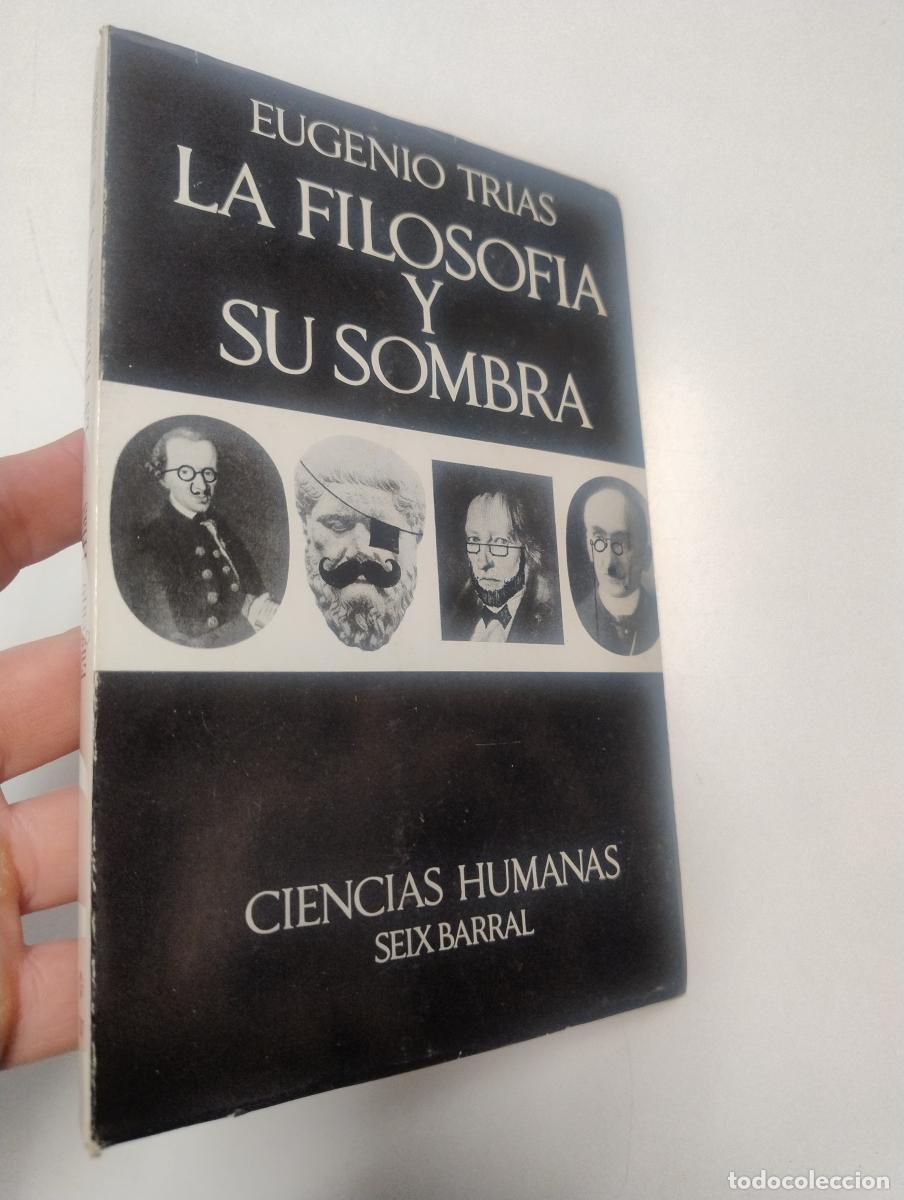 EUGENIO TRIAS
LA FILOSOFIA
Y
SU SOMBRA
CIENCIAS HUMANAS
SEIX BARRAL
todocoleccion